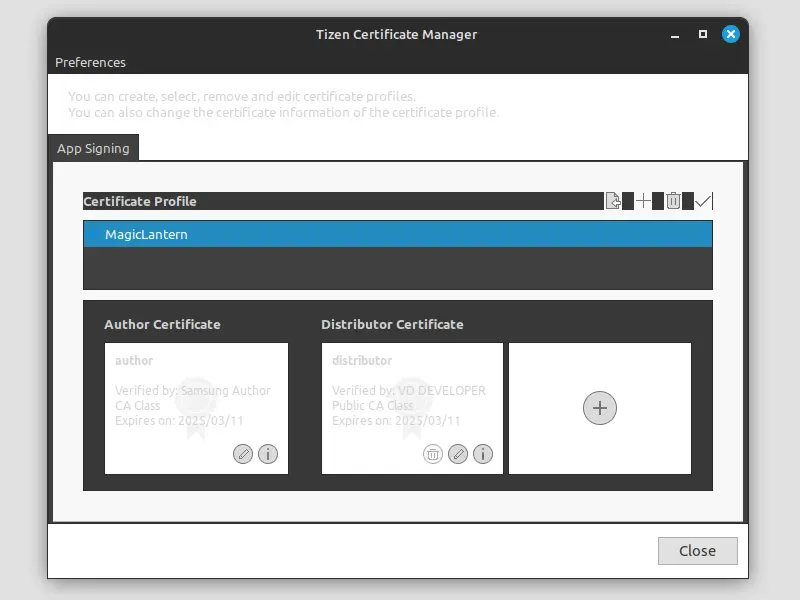 Tizen Certificate Manager
Preferences
You can create, select, remove and edit certificate profiles.
You can also change the certificate information of the certificate profile.
App Signing
Certificate Profile
MagicLantern
Author Certificate
Distributor Certificate
author
Verified by: Samsung Author
CA Class
Expires on: 2025/03/11
distributor
Verified by: VD DEVELOPER
Public CA Class
Expires on: 2025/03/11
Close